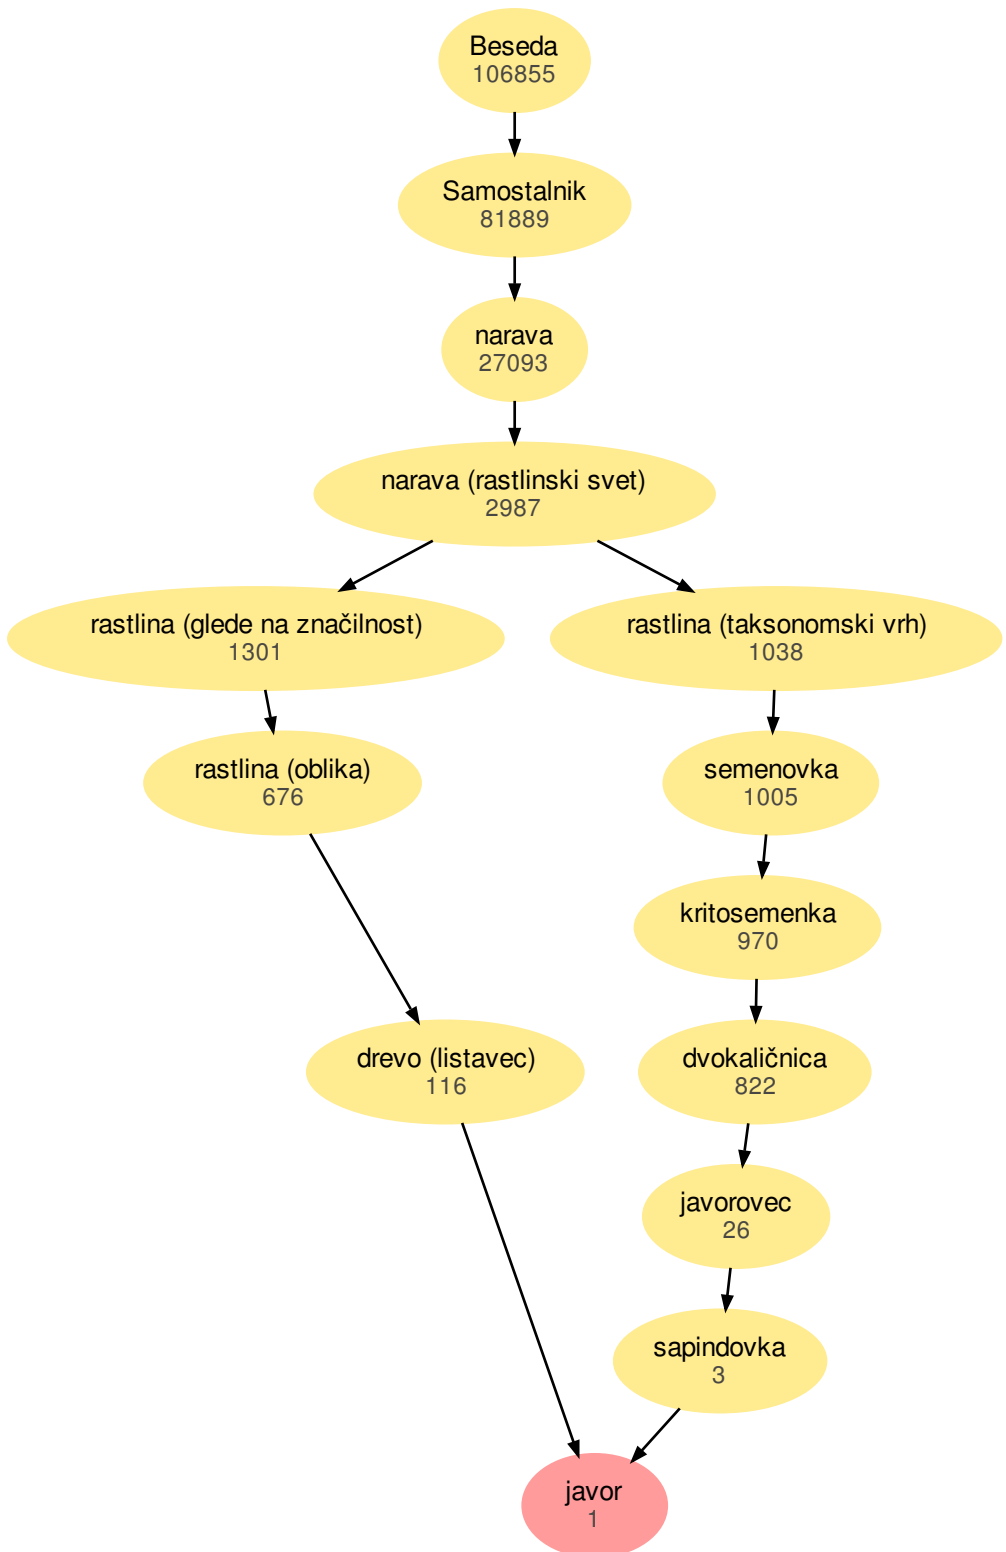 Beseda
106855
Samostalnik
81889
narava
27093
narava (rastlinski svet)
2987
rastlina (glede na značilnost)
1301
rastlina (taksonomski vrh)
1038
rastlina (oblika)
676
semenovka
1005
kritosemenka
970
drevo (listavec)
116
dvokaličnica
822
javorovec
26
sapindovka
3
javor
1